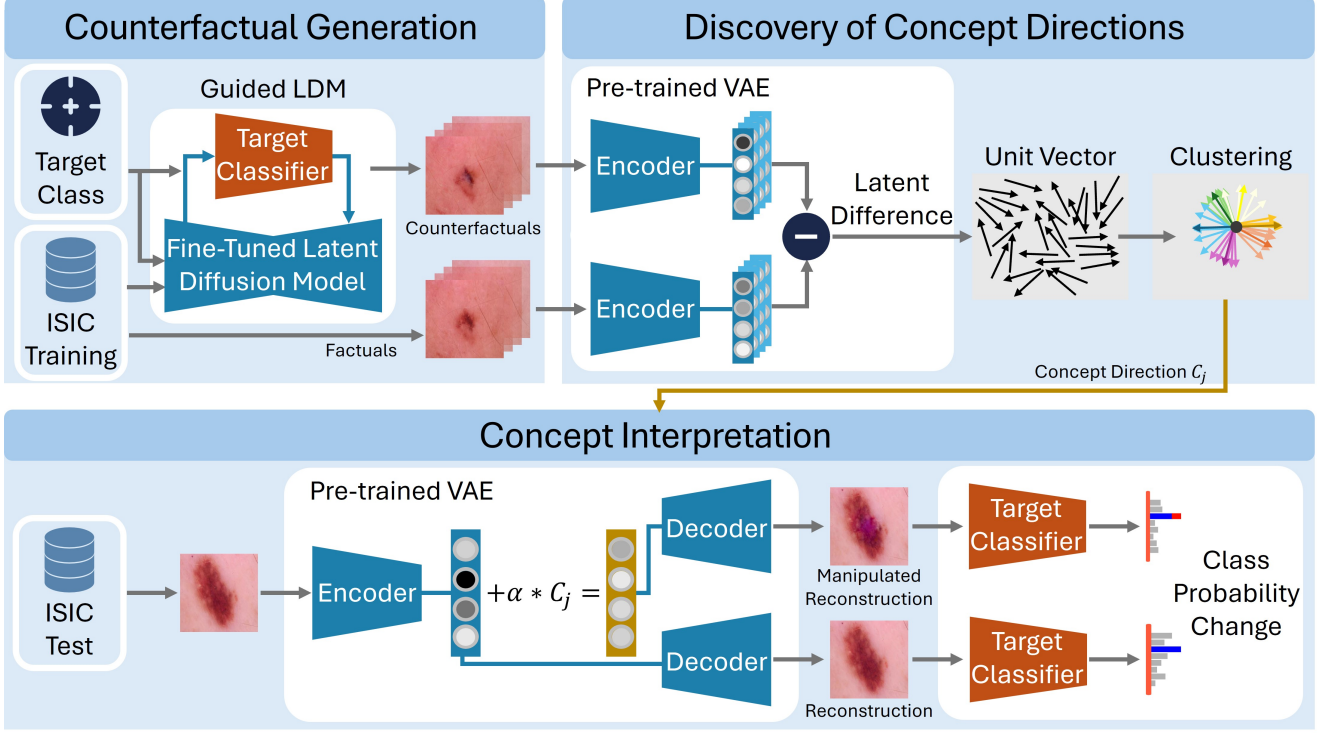 Counterfactual Generation
Target
Class
ISIC
Training
Guided LDM
Target
Classifier
Fine-Tuned Latent
Diffusion Model
Counterfactuals
Factuals
Discovery of Concept Directions
Pre-trained VAE
Encoder
Encoder
Latent
Difference
Unit Vector
Clustering
Concept Direction C_j
Concept Interpretation
ISIC
Test
Pre-trained VAE
Encoder
+α * C_j =
Decoder
Decoder
Manipulated
Reconstruction
Reconstruction
Target
Classifier
Target
Classifier
Class
Probability
Change